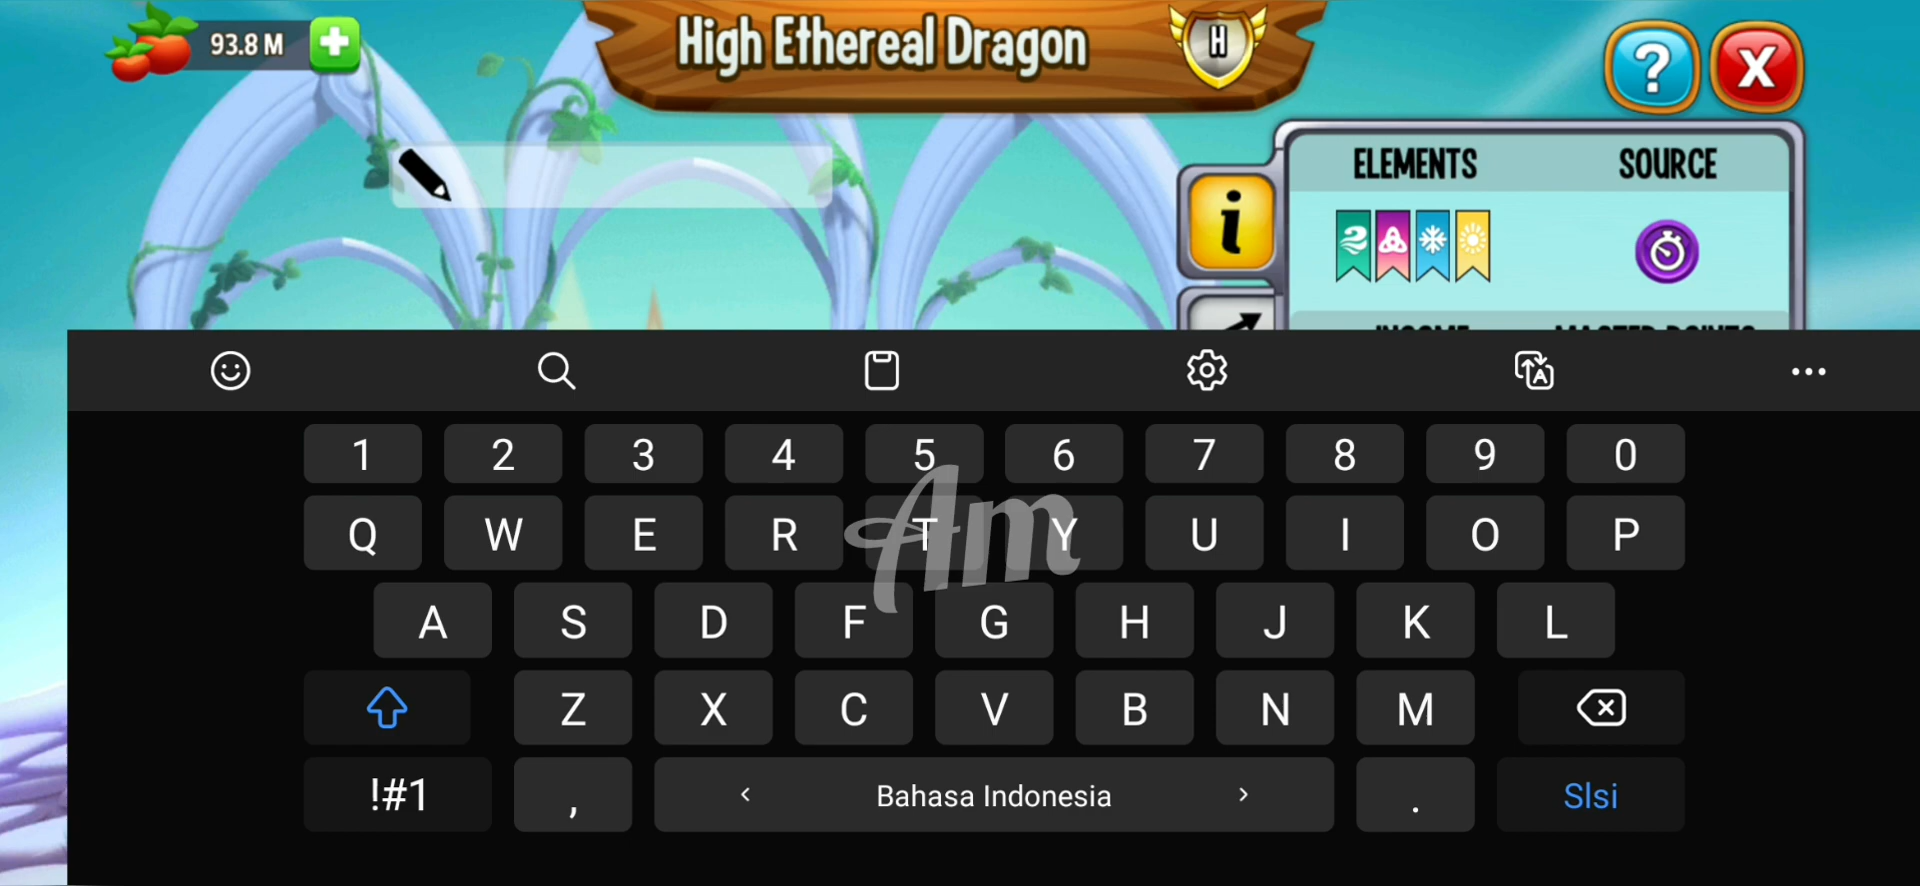 93.8 M
High Ethereal Dragon
H
ELEMENTS
SOURCE
1 2 3 4 5 6 7 8 9 0
Q W E R T Y U I O P
Am
A S D F G H J K L
Z X C V B N M
!#1 , < Bahasa Indonesia > . Slsi